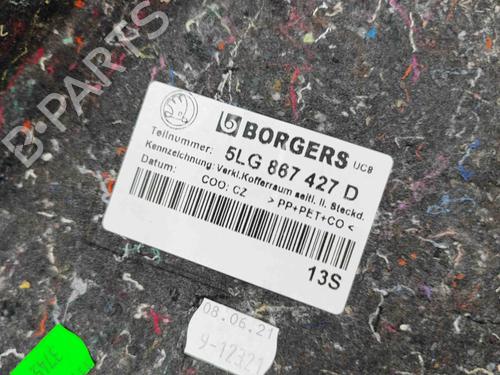 B-PARTS
BORGERS UCB
Teilnummer: 5LG 867 427 D
Kennzeichnung: Verkl.Kofferraum seitl. li. Steckd.
Datum: COO: CZ > PP+PET+CO <
13S
08.06.21
9-12321